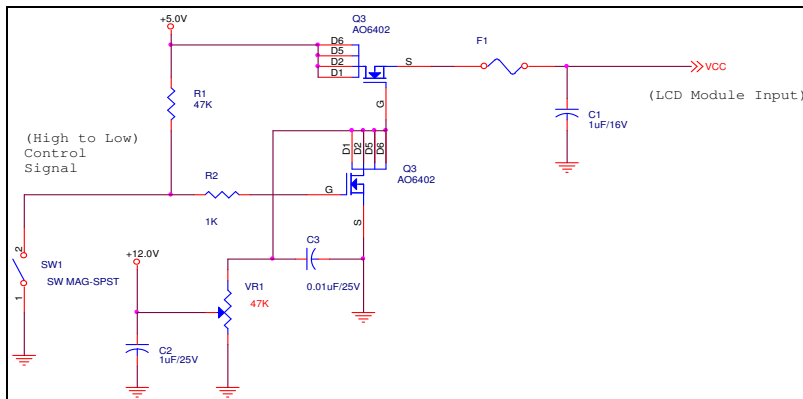 Q3
AO6402
+5.0V
F1
D6
D5
D2
D1
S
G
VCC
(LCD Module Input)
R1
47K
C1
1uF/16V
(High to Low)
Control
Signal
D1
D2
D5
D6
Q3
AO6402
R2
1K
G
S
2
SW1
SW MAG-SPST
1
+12.0V
C3
0.01uF/25V
VR1
47K
C2
1uF/25V